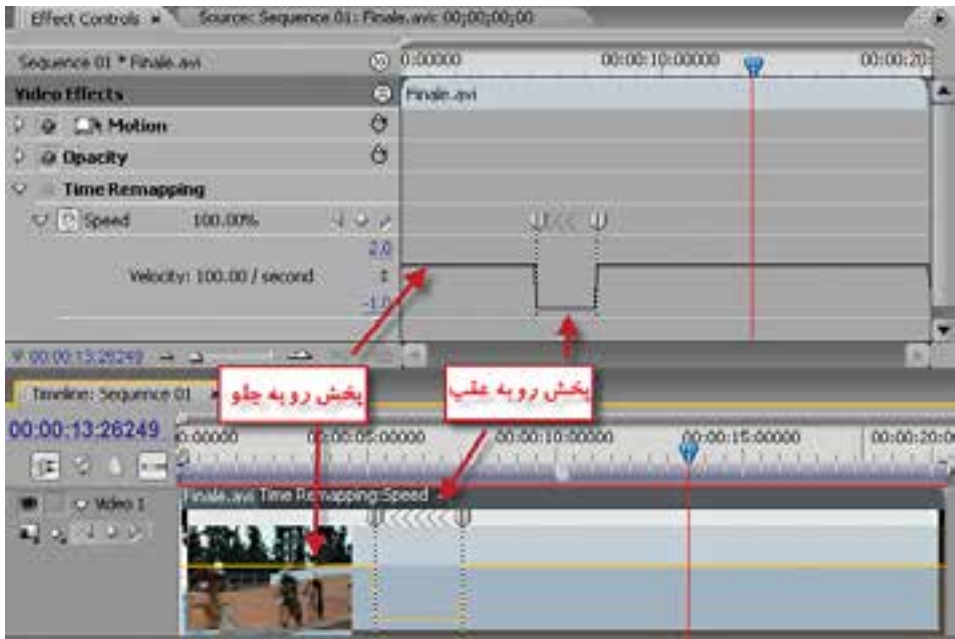 Effect Controls × Source: Sequence 01: Finale.avi: 00;00;00;00
Sequence 01 * Finale.avi
0:00000 00:00:10:00000 00:00:20:
Video Effects
Finale.avi
Motion
Opacity
Time Remapping
Speed 100.00%
2.0
Velocity: 100.00 / second
-1.0
00:00:13:26249
پخش رو به جلو
پخش رو به عقب
Timeline: Sequence 01 ×
00:00:13:26249
0:00000 00:00:05:00000 00:00:10:00000 00:00:15:00000 00:00:20:0
Video 1
Finale.avi Time Remapping:Speed